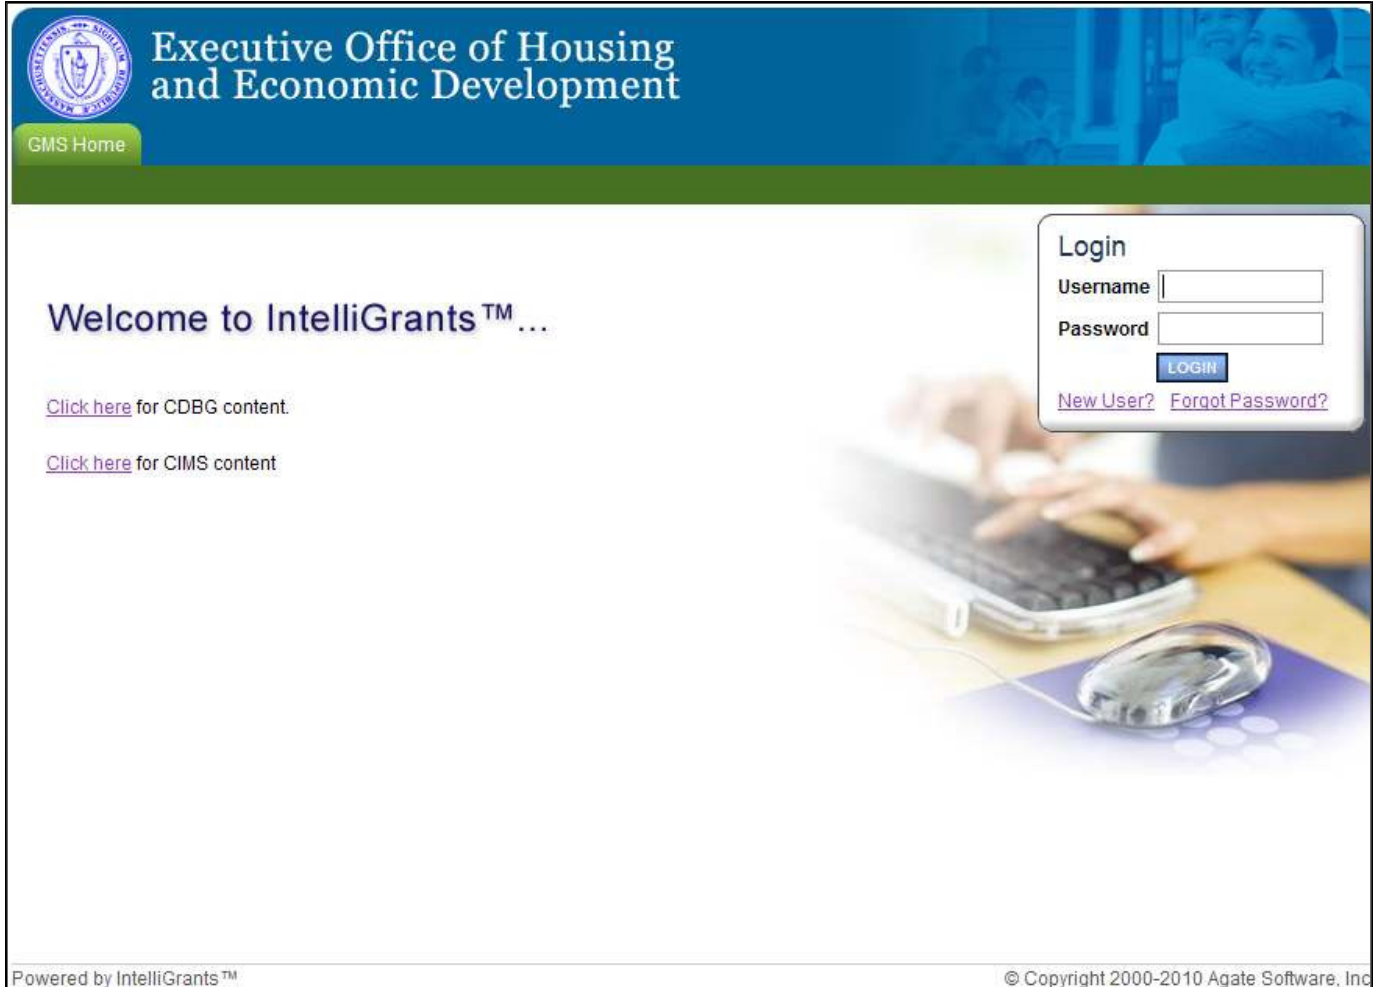 Executive Office of Housing
and Economic Development
GMS Home
Login
Username
Password
LOGIN
New User? Forgot Password?
Welcome to IntelliGrants™...
Click here for CDBG content.
Click here for CIMS content
Powered by IntelliGrants™
© Copyright 2000-2010 Agate Software, Inc